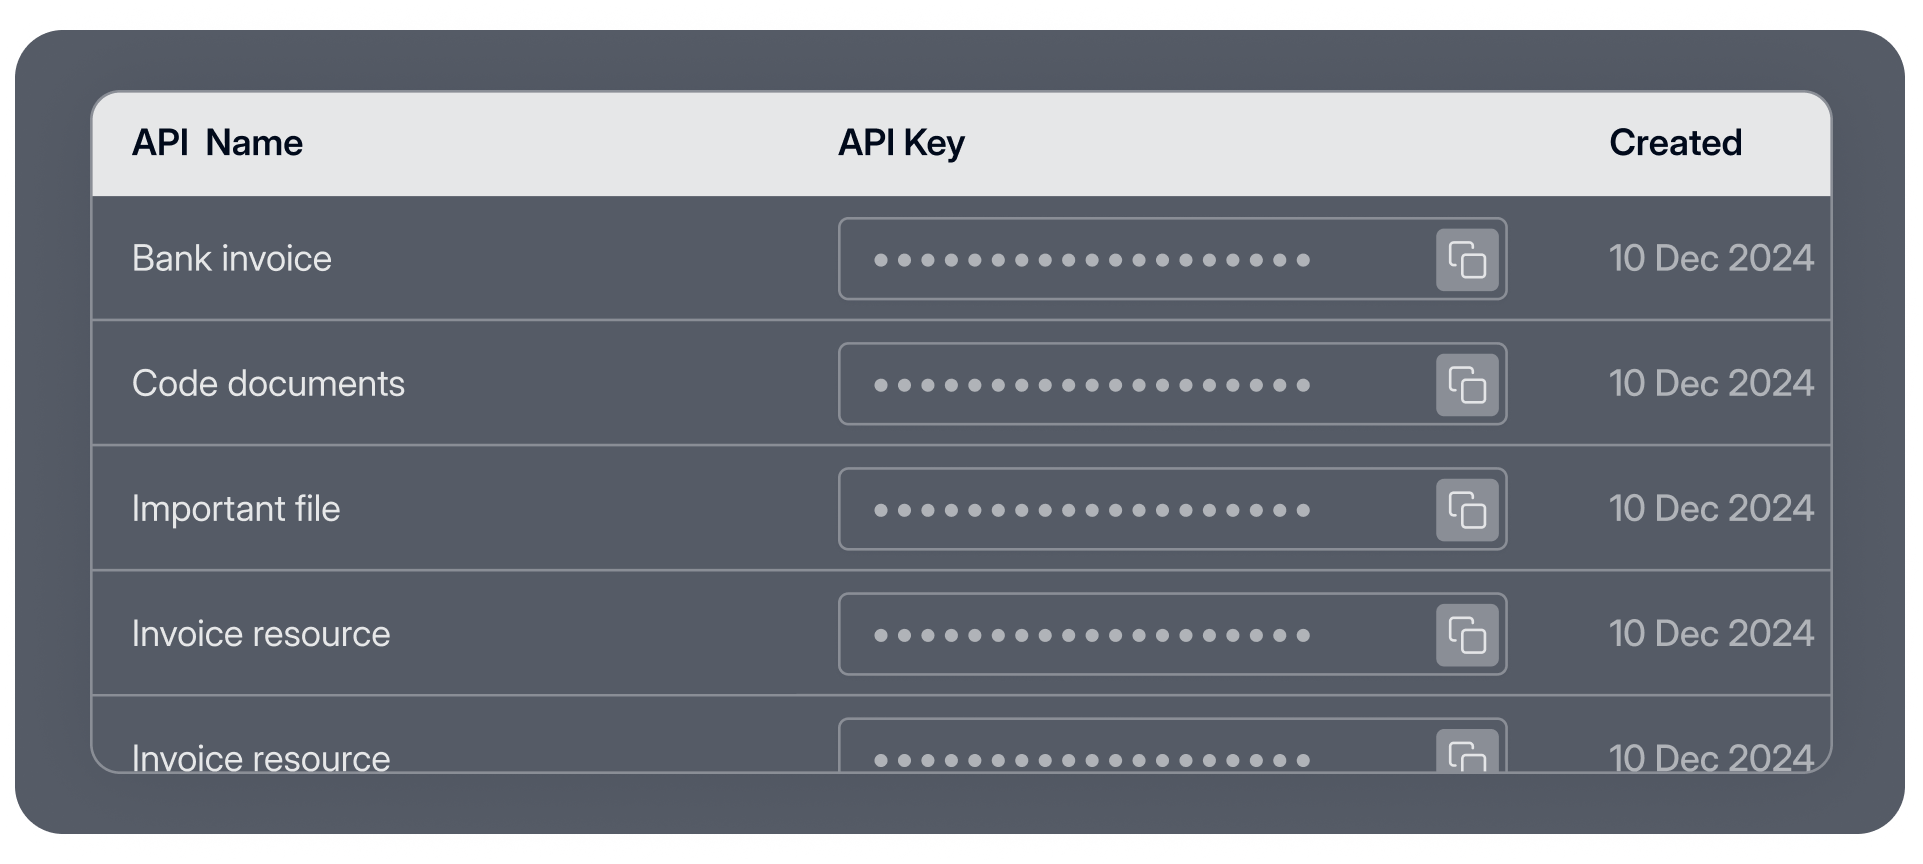 API  Name API Key Created
Bank invoice ••••••••••••••••••• 10 Dec 2024
Code documents ••••••••••••••••••• 10 Dec 2024
Important file ••••••••••••••••••• 10 Dec 2024
Invoice resource ••••••••••••••••••• 10 Dec 2024
Invoice resource ••••••••••••••••••• 10 Dec 2024